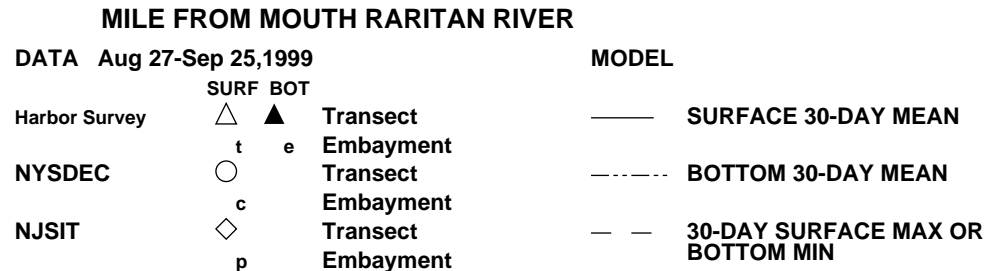 MILE FROM MOUTH RARITAN RIVER
DATA Aug 27-Sep 25,1999 MODEL
SURF BOT
Harbor Survey Transect SURFACE 30-DAY MEAN
t e Embayment
NYSDEC Transect BOTTOM 30-DAY MEAN
c Embayment
NJSIT Transect 30-DAY SURFACE MAX OR
BOTTOM MIN
p Embayment